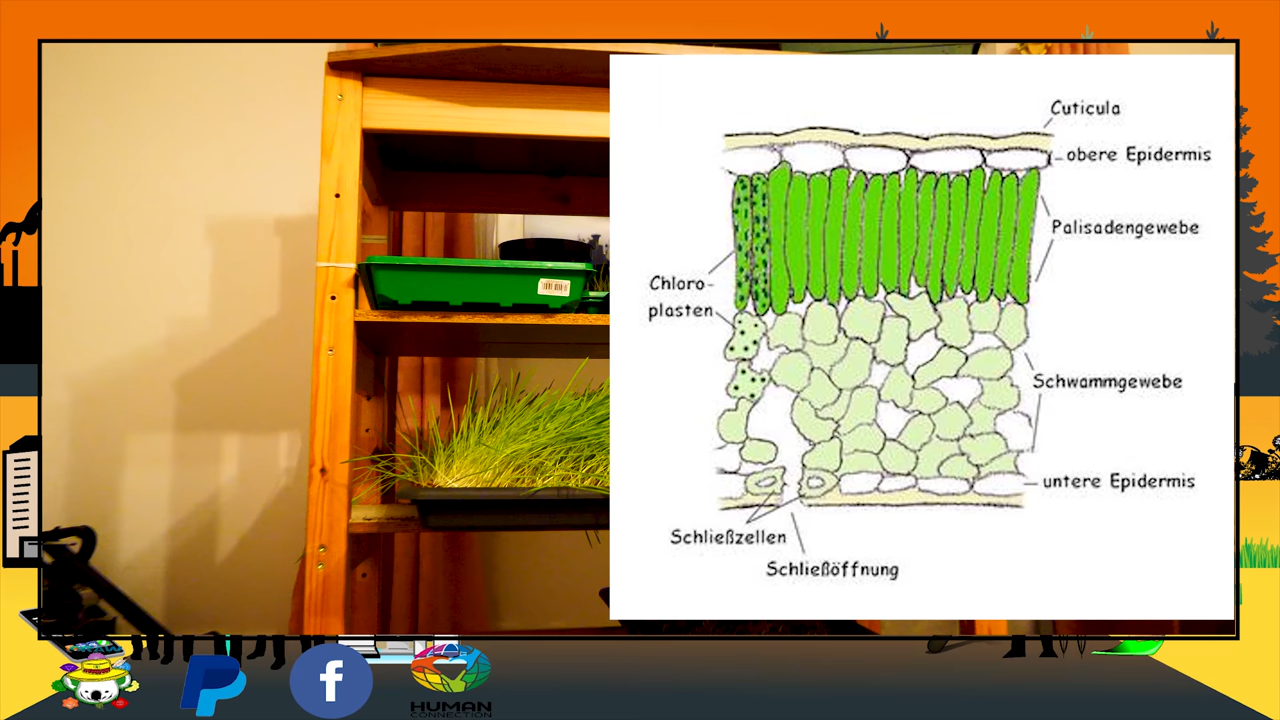 Cuticula
obere Epidermis
Palisadengewebe
Chloro-
plasten
Schwammgewebe
untere Epidermis
Schließzellen
Schließöffnung
HUMAN
CONNECTION